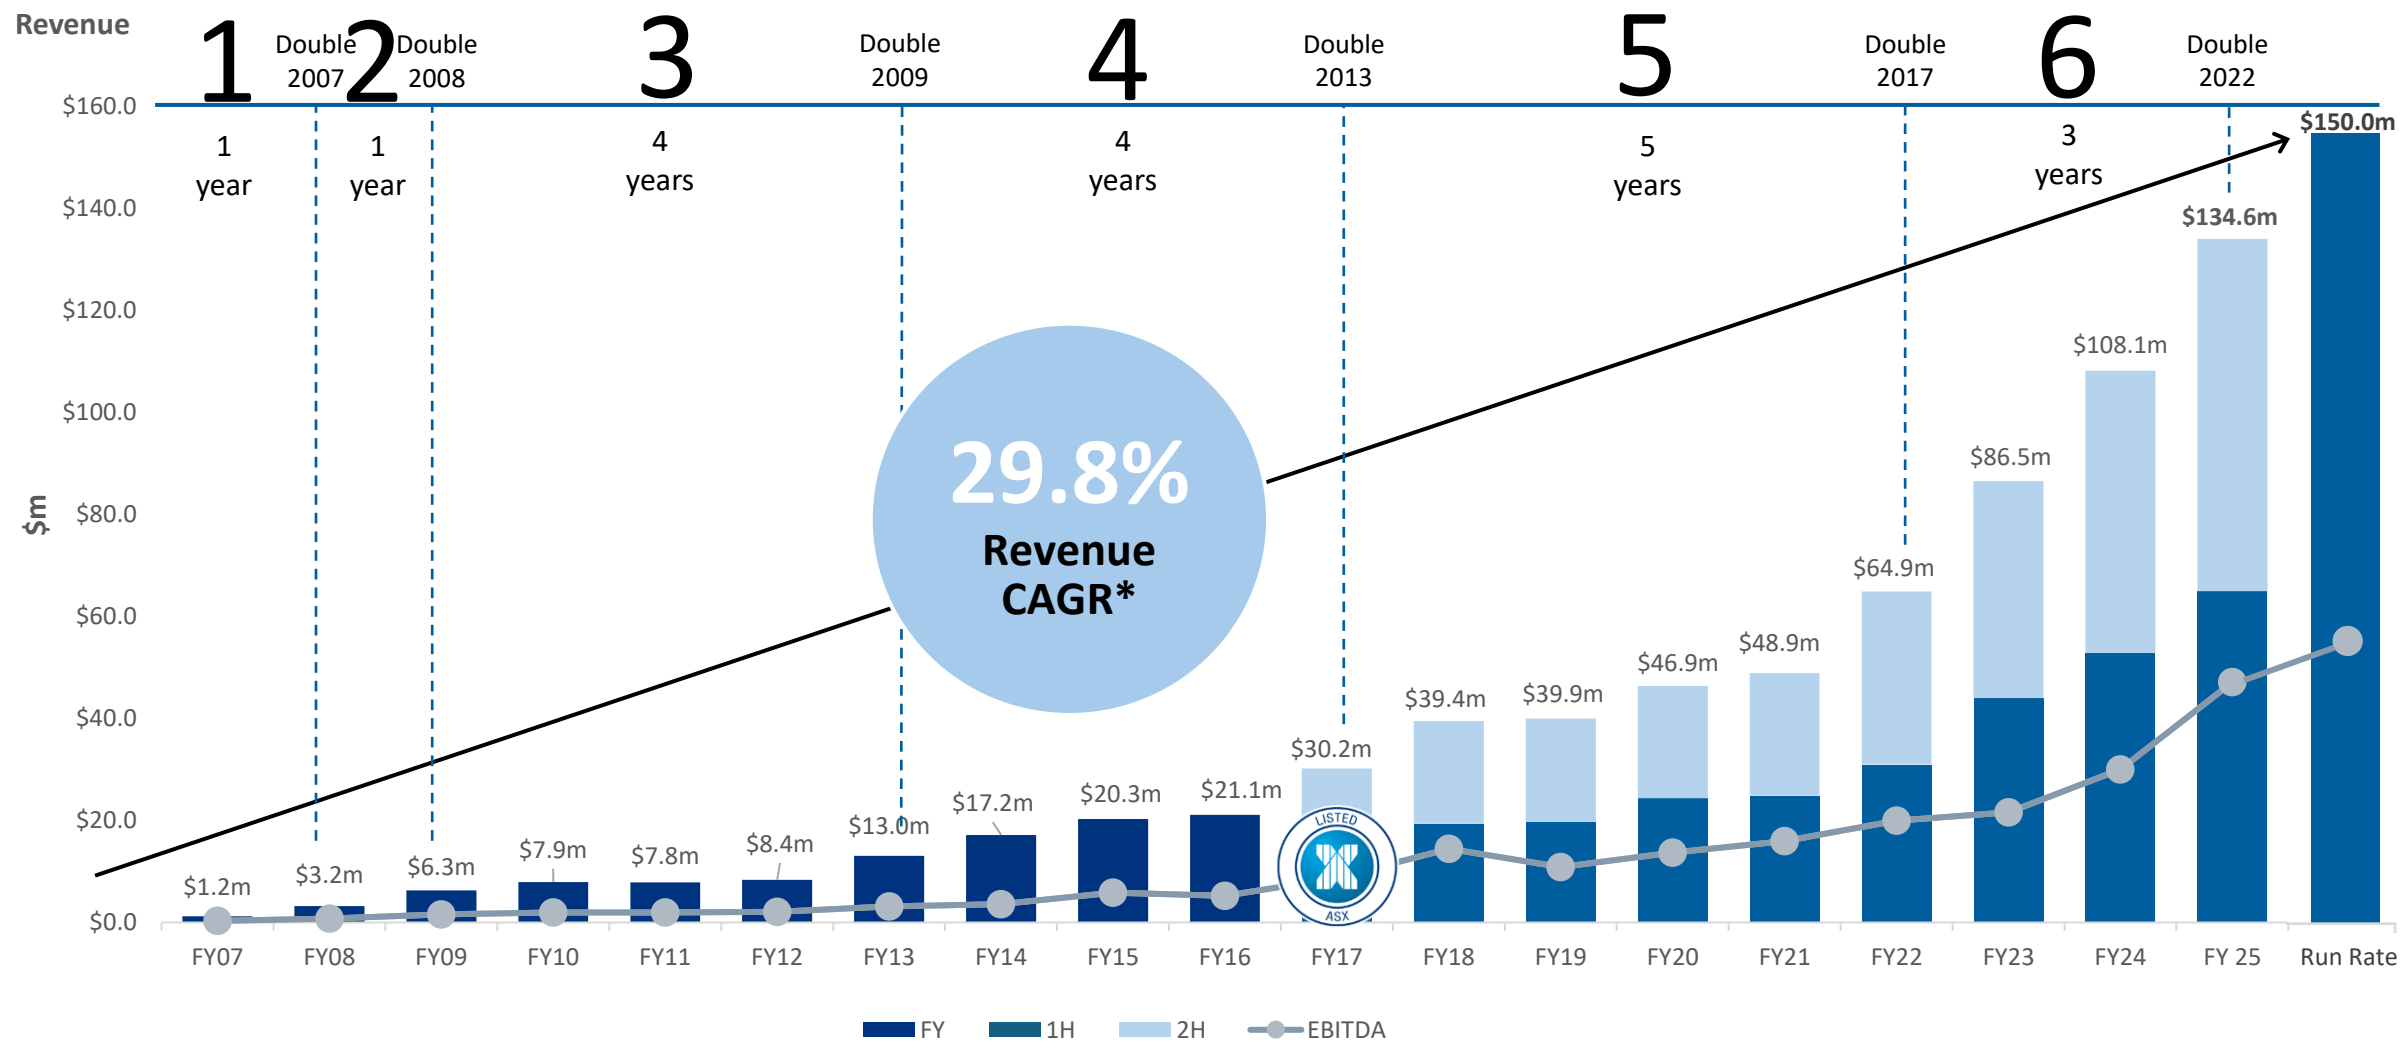 Revenue
1
Double
2007
2
Double
2008
3
Double
2009
4
Double
2013
5
Double
2017
6
Double
2022
1
year
1
year
4
years
4
years
5
years
3
years
$m
$160.0
$140.0
$120.0
$100.0
$80.0
$60.0
$40.0
$20.0
$0.0
29.8%
Revenue
CAGR*
$1.2m
$3.2m
$6.3m
$7.9m
$7.8m
$8.4m
$13.0m
$17.2m
$20.3m
$21.1m
$30.2m
$39.4m
$39.9m
$46.9m
$48.9m
$64.9m
$86.5m
$108.1m
$134.6m
$150.0m
LISTED
ASX
FY07 FY08 FY09 FY10 FY11 FY12 FY13 FY14 FY15 FY16 FY17 FY18 FY19 FY20 FY21 FY22 FY23 FY24 FY 25 Run Rate
FY 1H 2H EBITDA